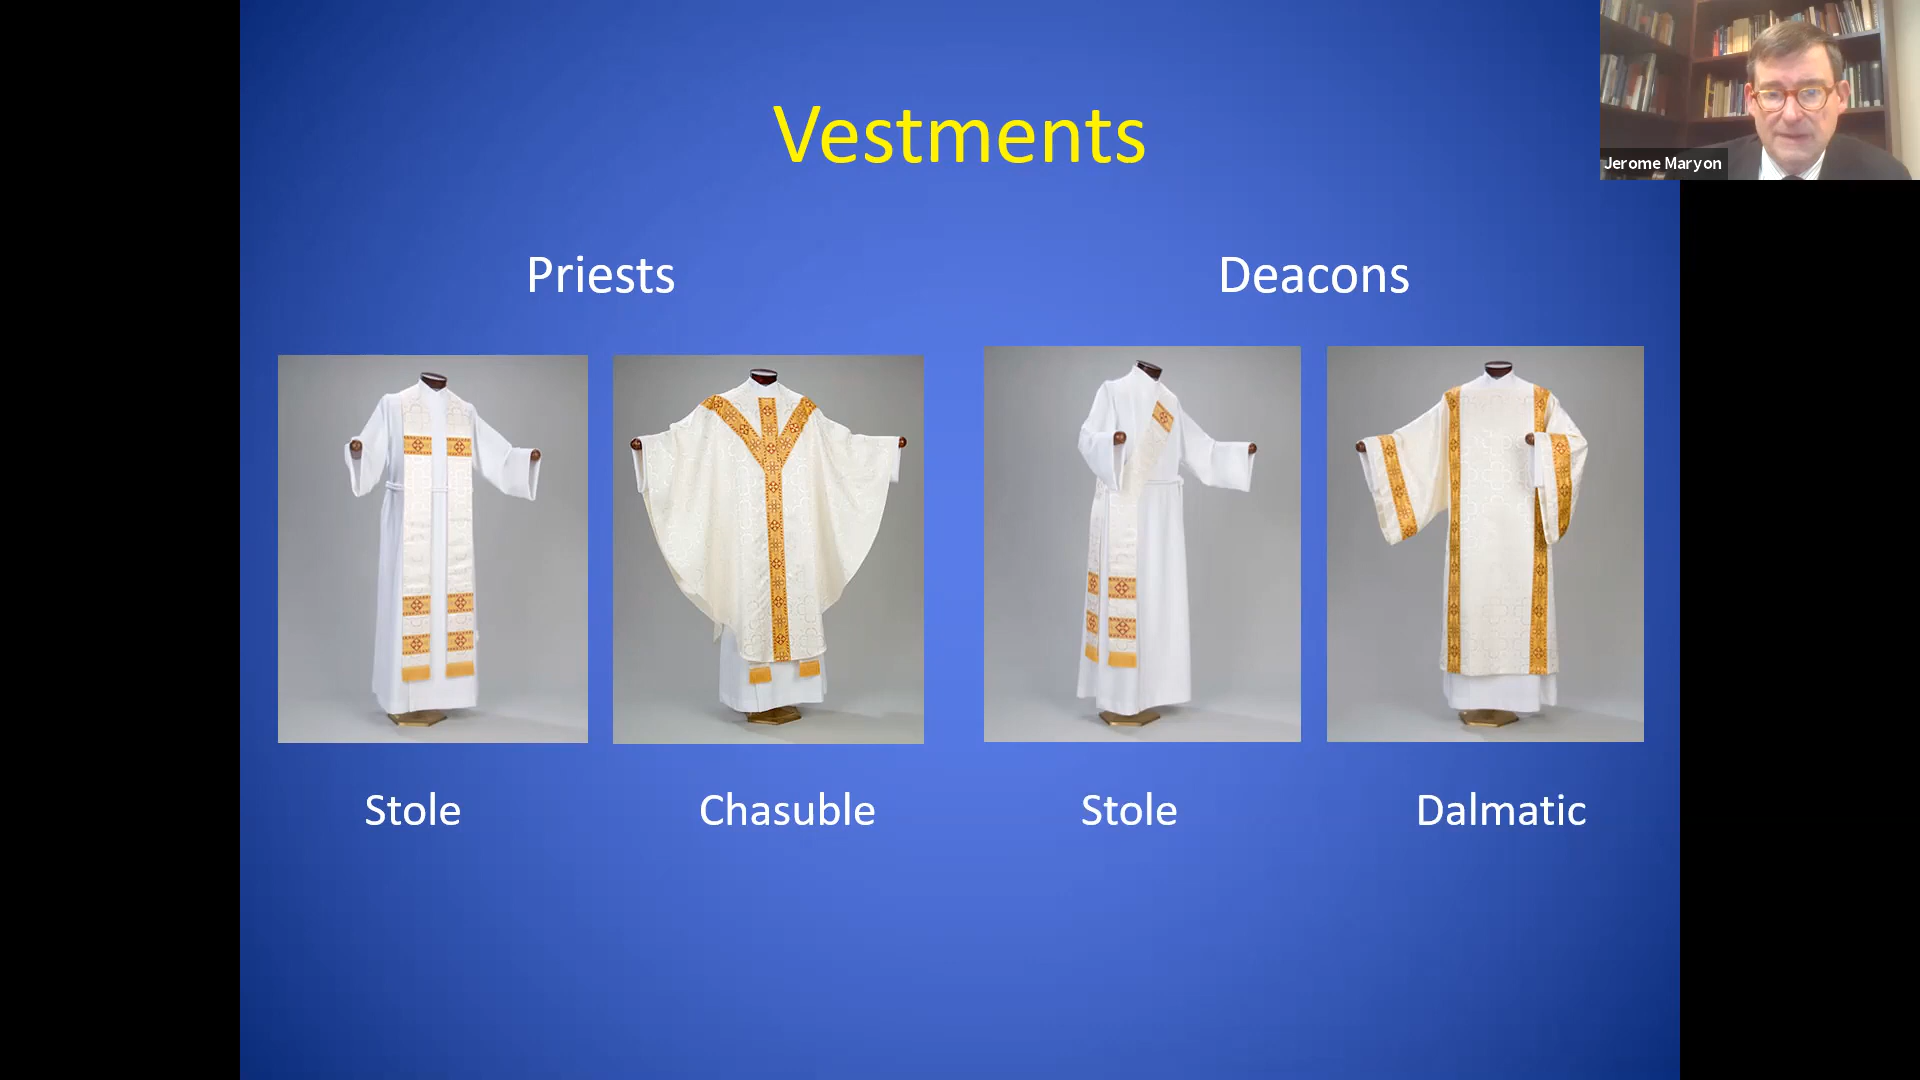 Vestments
Jerome Maryon
Priests
Deacons
Stole
Chasuble
Stole
Dalmatic